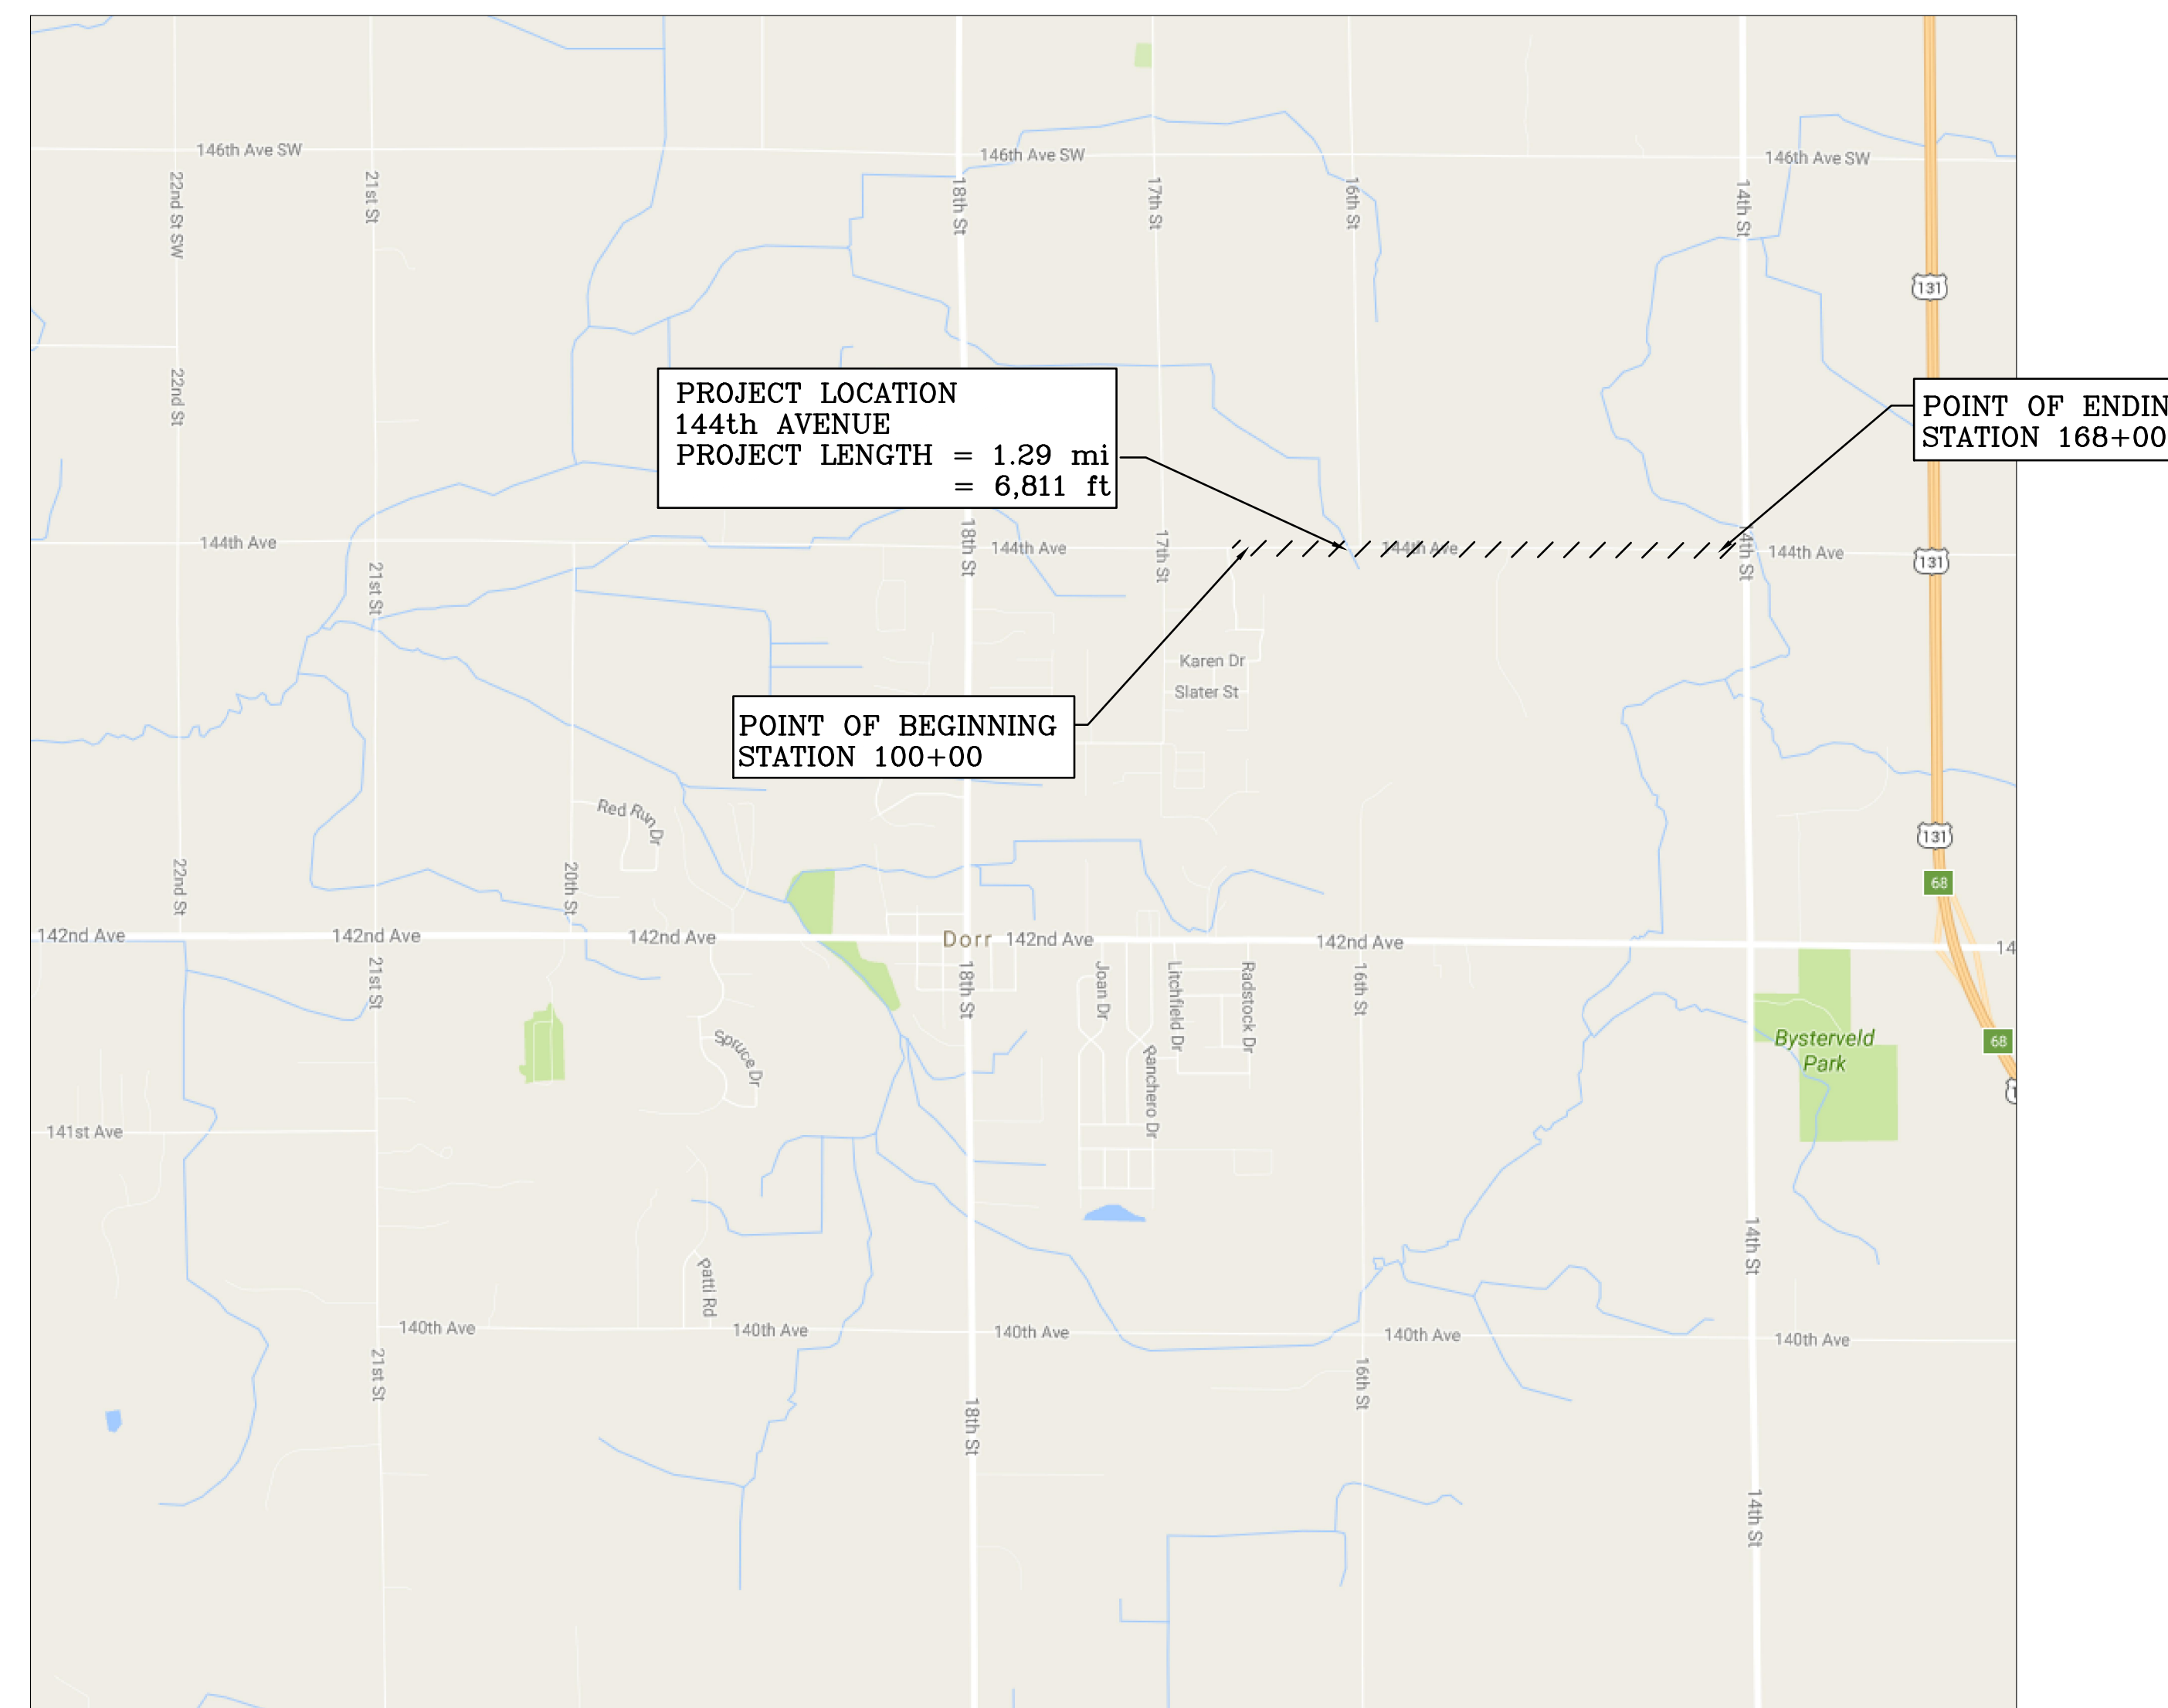 146th Ave SW
146th Ave SW
146th Ave SW
22nd St SW
21st St
18th St
17th St
16th St
14th St
131
22nd St
PROJECT LOCATION
144th AVENUE
PROJECT LENGTH = 1.29 mi
= 6,811 ft
POINT OF ENDIN
STATION 168+00
144th Ave
18th St
144th Ave
17th St
144th Ave
14th St
144th Ave
131
21st St
Karen Dr
Slater St
POINT OF BEGINNING
STATION 100+00
Red Run Dr
131
22nd St
20th St
68
142nd Ave
142nd Ave
142nd Ave
Dorr
142nd Ave
142nd Ave
14
21st St
18th St
Joan Dr
Litchfield Dr
Radstock Dr
16th St
Spruce Dr
Ranchero Dr
Bysterveld
Park
68
1
141st Ave
14th St
Patti Rd
140th Ave
140th Ave
140th Ave
140th Ave
140th Ave
21st St
16th St
18th St
14th St